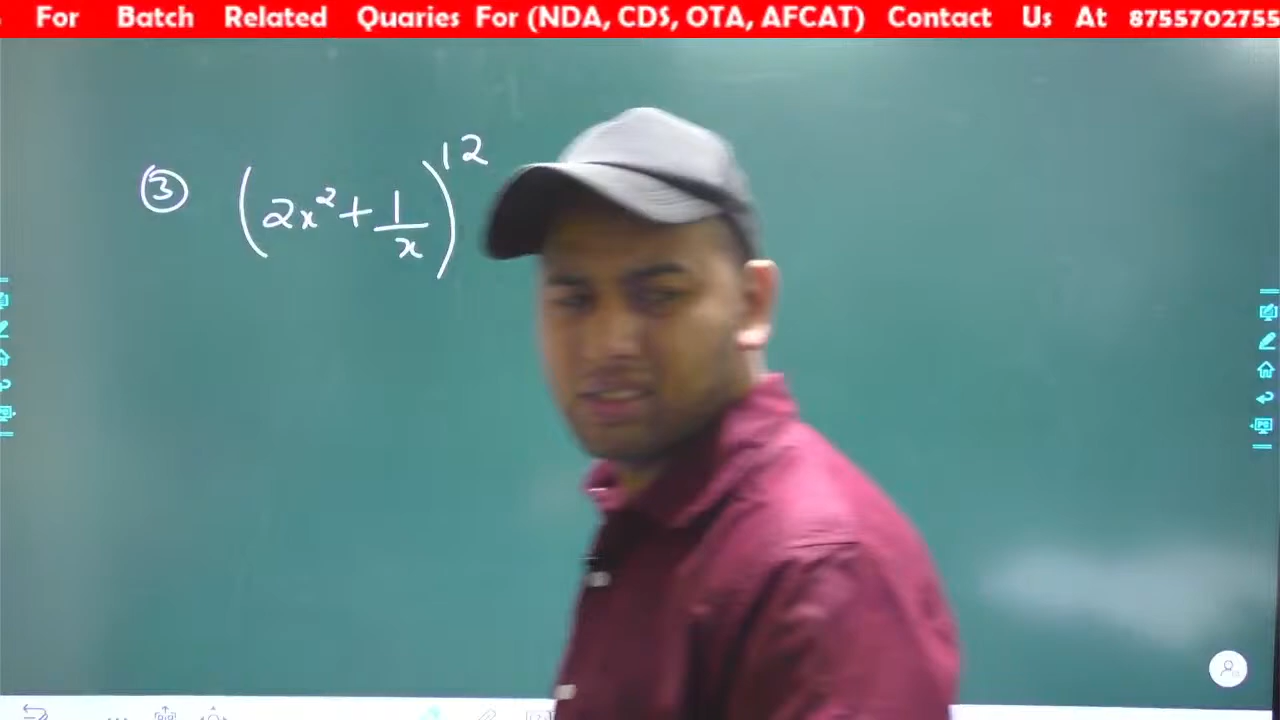 For Batch Related Quaries For (NDA, CDS, OTA, AFCAT) Contact Us At 8755702755
③ (2x² + 1/x)¹²